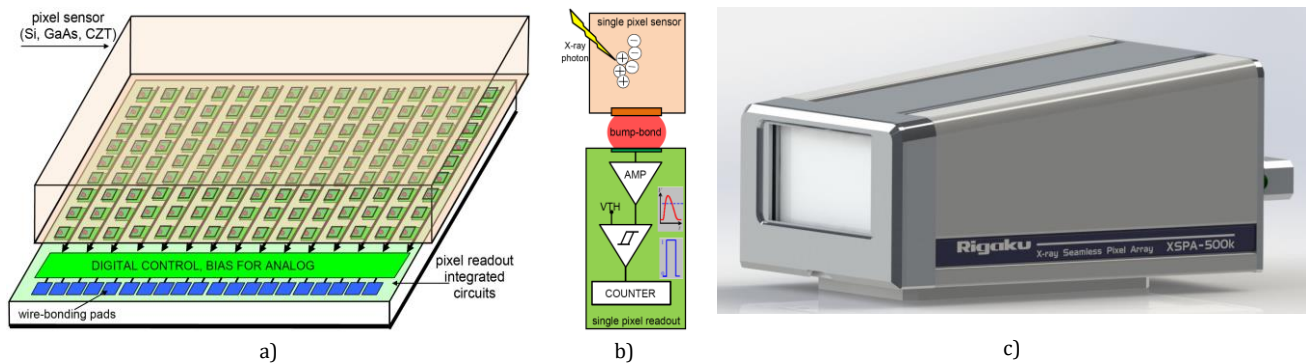 pixel sensor
(Si, GaAs, CZT)
DIGITAL CONTROL, BIAS FOR ANALOG
pixel readout
integrated
circuits
wire-bonding pads
a)
single pixel sensor
X-ray
photon
bump-bond
AMP
VTH
COUNTER
single pixel readout
b)
Rigaku X-ray Seamless Pixel Array XSPA-500k
c)